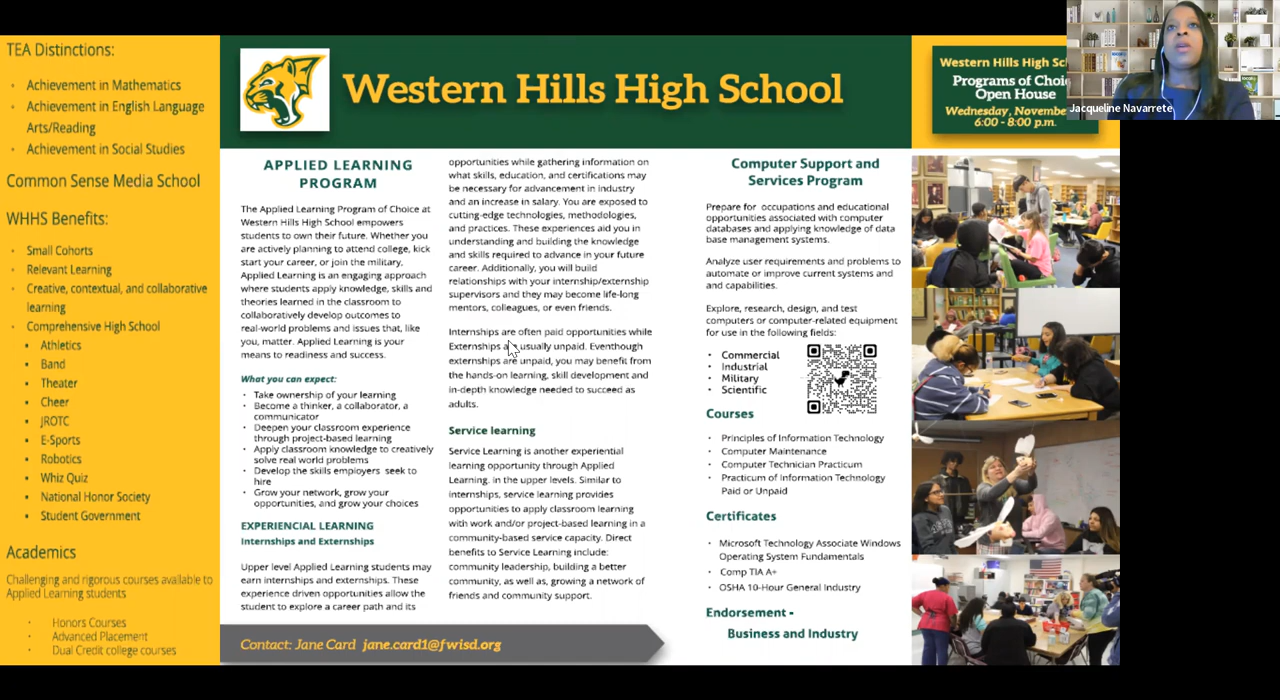 TEA Distinctions:
Achievement in Mathematics
Achievement in English Language
Arts/Reading
Achievement in Social Studies
Common Sense Media School
WHHS Benefits:
Small Cohorts
Relevant Learning
Creative, contextual, and collaborative
learning
Comprehensive High School
Athletics
Band
Theater
Cheer
JROTC
E-Sports
Robotics
Whiz Quiz
National Honor Society
Student Government
Academics
Challenging and rigorous courses available to
Applied Learning students
Honors Courses
Advanced Placement
Dual Credit college courses
Western Hills High School
APPLIED LEARNING
PROGRAM
The Applied Learning Program of Choice at
Western Hills High School empowers
students to own their future. Whether you
are actively planning to attend college, kick
start your career, or join the military,
Applied Learning is an engaging approach
where students apply knowledge, skills and
theories learned in the classroom to
collaboratively develop outcomes to
real-world problems and issues that, like
you, matter. Applied Learning is your
means to readiness and success.
What you can expect:
Take ownership of your learning
Become a thinker, a collaborator, a
communicator
Deepen your classroom experience
through project-based learning
Apply classroom knowledge to creatively
solve real world problems
Develop the skills employers seek to
hire
Grow your network, grow your
opportunities, and grow your choices
EXPERIENCIAL LEARNING
Internships and Externships
Upper level Applied Learning students may
earn internships and externships. These
experience driven opportunities allow the
student to explore a career path and its
opportunities while gathering information on
what skills, education, and certifications may
be necessary for advancement in industry
and an increase in salary. You are exposed to
cutting-edge technologies, methodologies,
and practices. These experiences aid you in
understanding and building the knowledge
and skills required to advance in your future
career. Additionally, you will build
relationships with your internship/externship
supervisors and they may become life-long
mentors, colleagues, or even friends.
Internships are often paid opportunities while
Externships are usually unpaid. Eventhough
externships are unpaid, you may benefit from
the hands-on learning, skill development and
in-depth knowledge needed to succeed as
adults.
Service learning
Service Learning is another experiential
learning opportunity through Applied
Learning. in the upper levels. Similar to
internships, service learning provides
opportunities to apply classroom learning
with work and/or project-based learning in a
community-based service capacity. Direct
benefits to Service Learning include:
community leadership, building a better
community, as well as, growing a network of
friends and community support.
Contact: Jane Card jane.card1@fwisd.org
Computer Support and
Services Program
Prepare for occupations and educational
opportunities associated with computer
databases and applying knowledge of data
base management systems.
Analyze user requirements and problems to
automate or improve current systems and
and capabilities.
Explore, research, design, and test
computers or computer-related equipment
for use in the following fields:
Commercial
Industrial
Military
Scientific
Courses
Principles of Information Technology
Computer Maintenance
Computer Technician Practicum
Practicum of Information Technology
Paid or Unpaid
Certificates
Microsoft Technology Associate Windows
Operating System Fundamentals
Comp TIA A+
OSHA 10-Hour General Industry
Endorsement -
Business and Industry
Western Hills High Sc
Programs of Choi
Open House
Wednesday, Novembe
6:00 - 8:00 p.m.
Jacqueline Navarrete